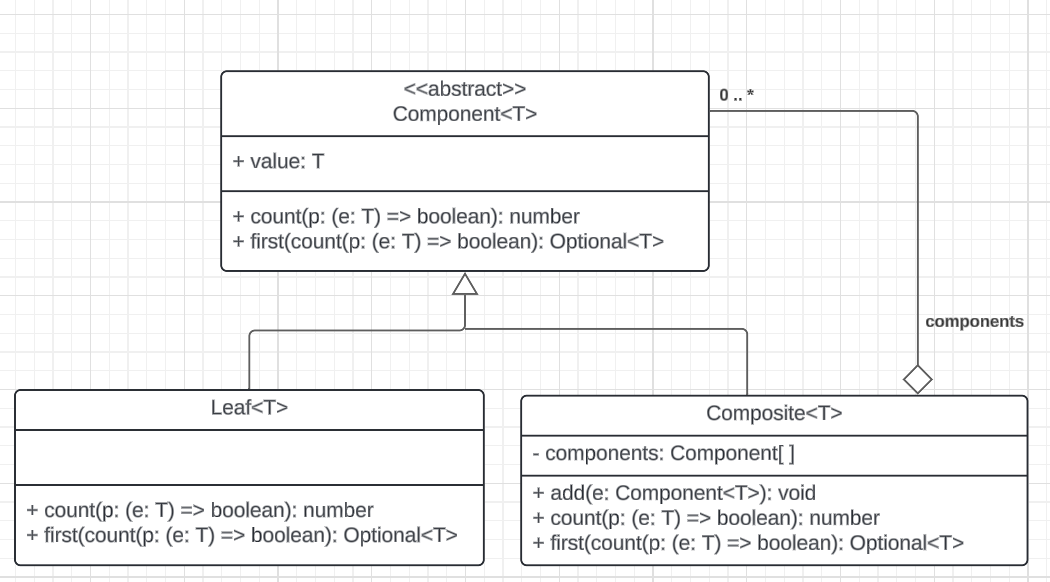 <<abstract>>
Component<T>
0 .. *
+ value: T
+ count(p: (e: T) => boolean): number
+ first(count(p: (e: T) => boolean): Optional<T>
components
Leaf<T>
+ count(p: (e: T) => boolean): number
+ first(count(p: (e: T) => boolean): Optional<T>
Composite<T>
- components: Component[ ]
+ add(e: Component<T>): void
+ count(p: (e: T) => boolean): number
+ first(count(p: (e: T) => boolean): Optional<T>